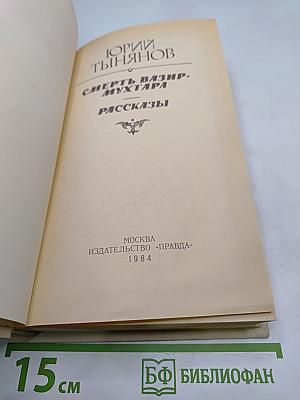 ЮРИЙ
ТЫНЯНОВ
СМЕРТЬ ВАЗИР-
МУХТАРА
РАССКАЗЫ
МОСКВА
ИЗДАТЕЛЬСТВО «ПРАВДА»
1984
15 см
БФ БИБЛИОФАН